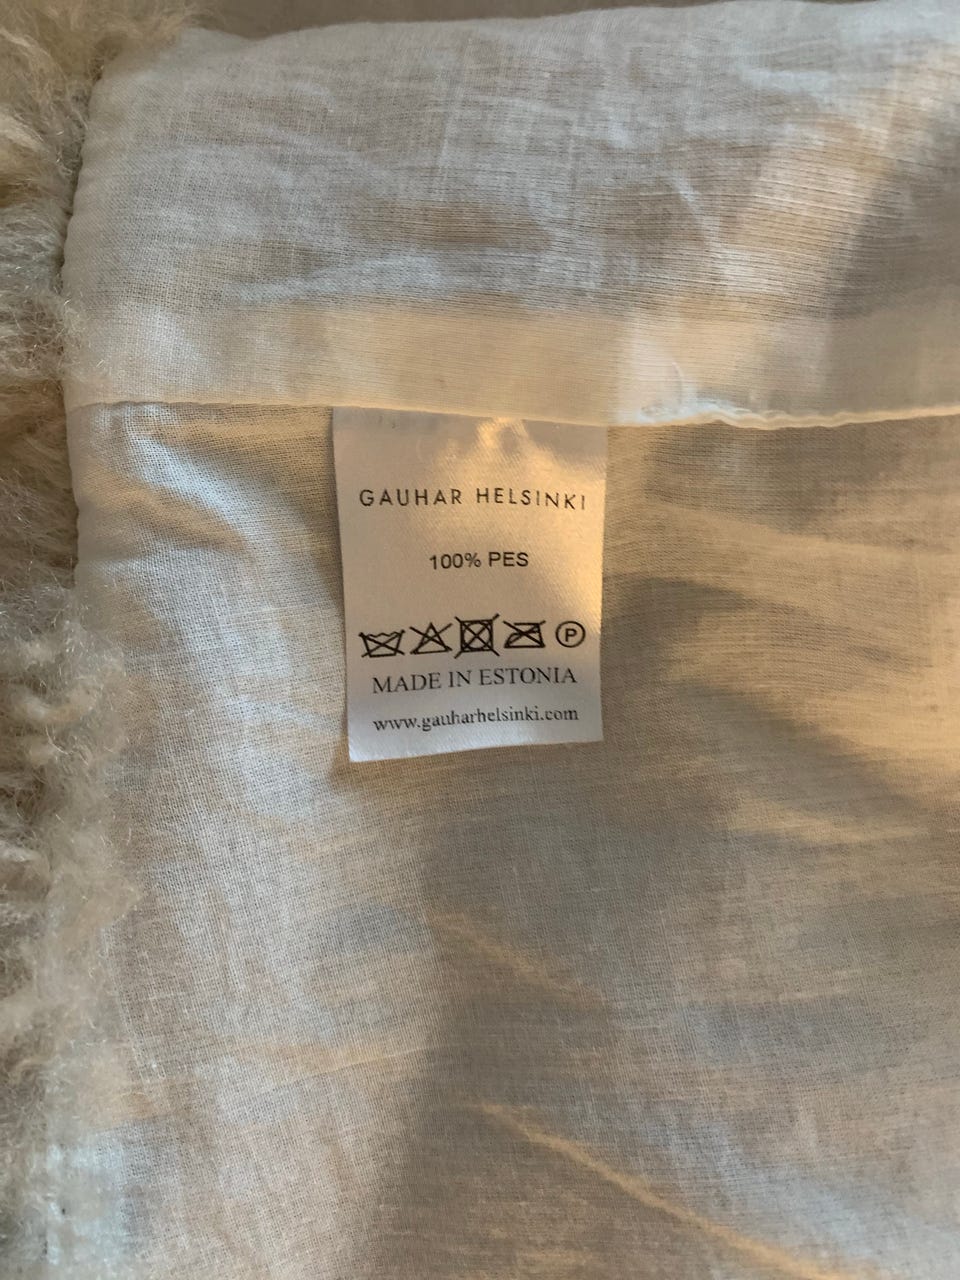 GAUHAR HELSINKI
100% PES
P
MADE IN ESTONIA
www.gauharhelsinki.com